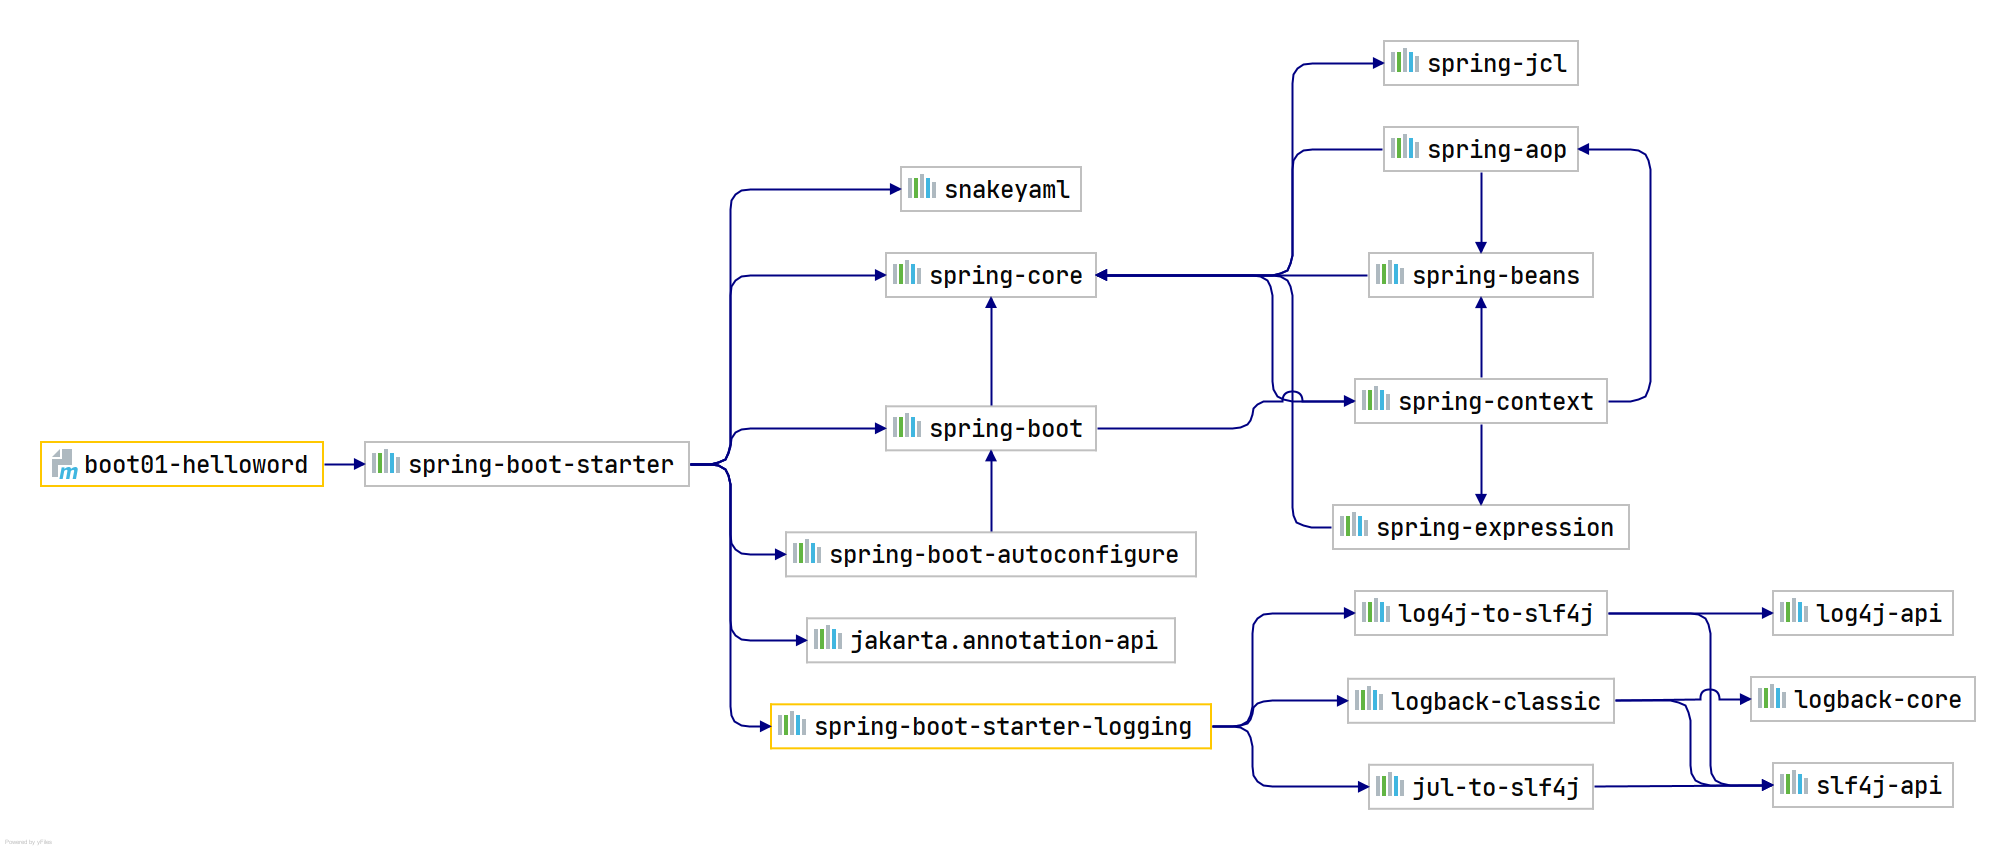 spring-jcl
spring-aop
snakeyaml
spring-core
spring-beans
spring-context
spring-boot
boot01-helloword
spring-boot-starter
spring-expression
spring-boot-autoconfigure
log4j-to-slf4j
log4j-api
jakarta.annotation-api
logback-classic
logback-core
spring-boot-starter-logging
jul-to-slf4j
slf4j-api
Powered by yFiles